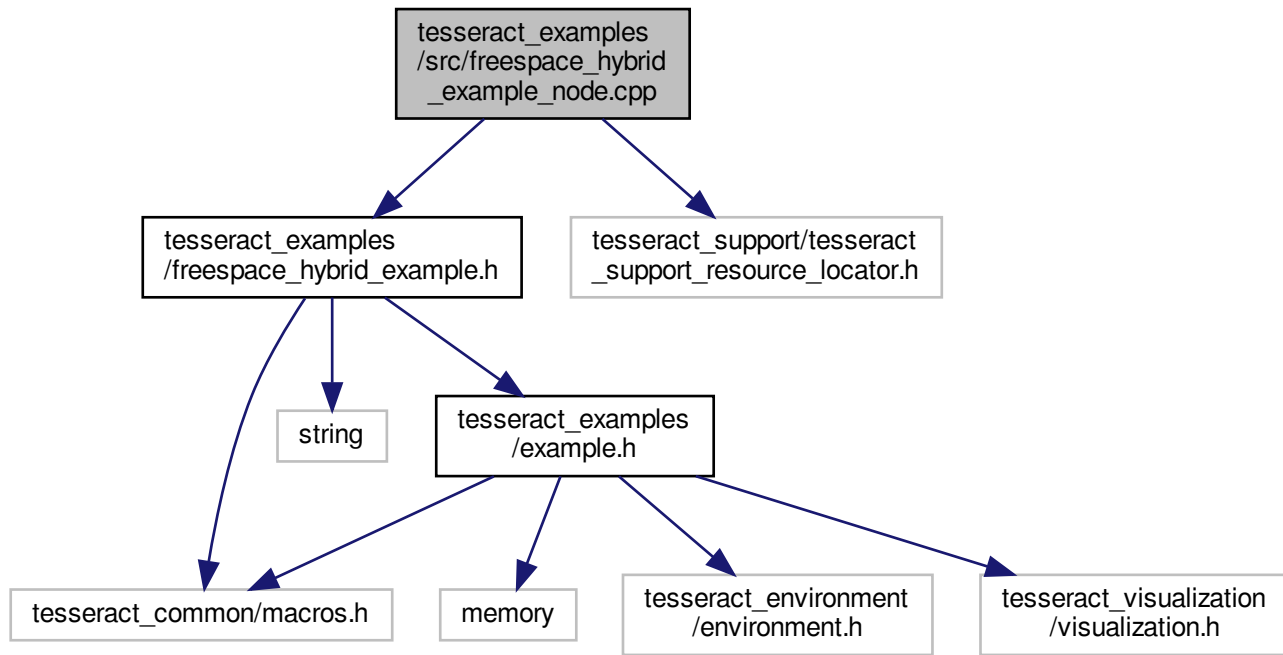 tesseract_examples
/src/freespace_hybrid
_example_node.cpp
tesseract_examples
/freespace_hybrid_example.h
tesseract_support/tesseract
_support_resource_locator.h
string
tesseract_examples
/example.h
tesseract_common/macros.h
memory
tesseract_environment
/environment.h
tesseract_visualization
/visualization.h